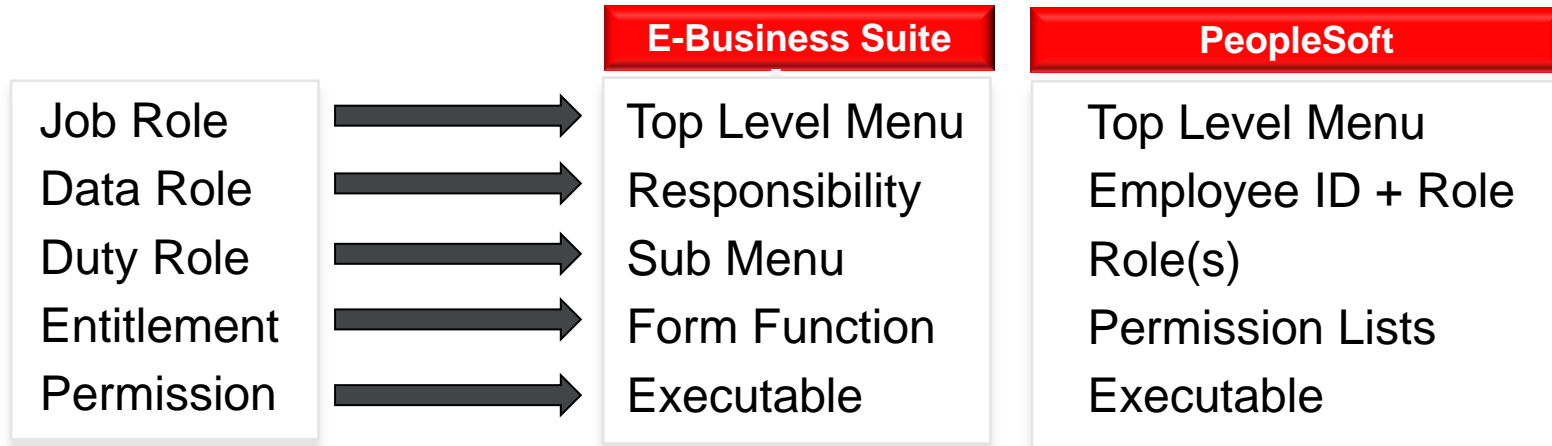 E-Business Suite
PeopleSoft
Job Role
Data Role
Duty Role
Entitlement
Permission
Top Level Menu
Responsibility
Sub Menu
Form Function
Executable
Top Level Menu
Employee ID + Role
Role(s)
Permission Lists
Executable